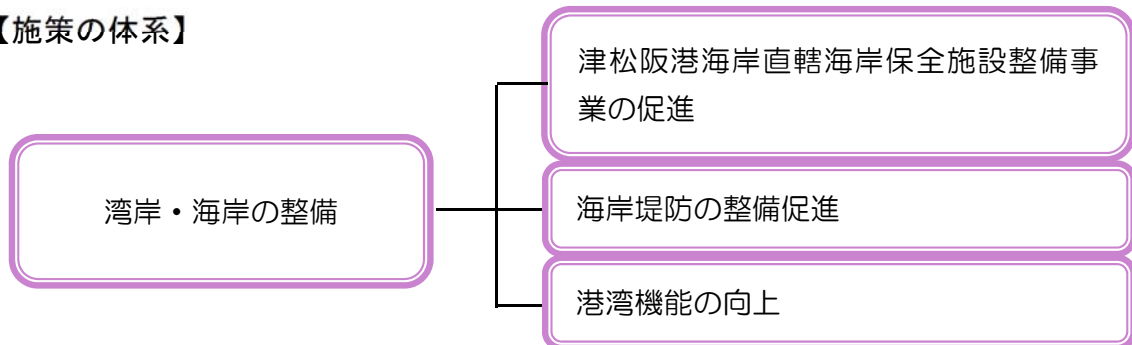 【施策の体系】
津松阪港海岸直轄海岸保全施設整備事
業の促進
湾岸・海岸の整備
海岸堤防の整備促進
港湾機能の向上